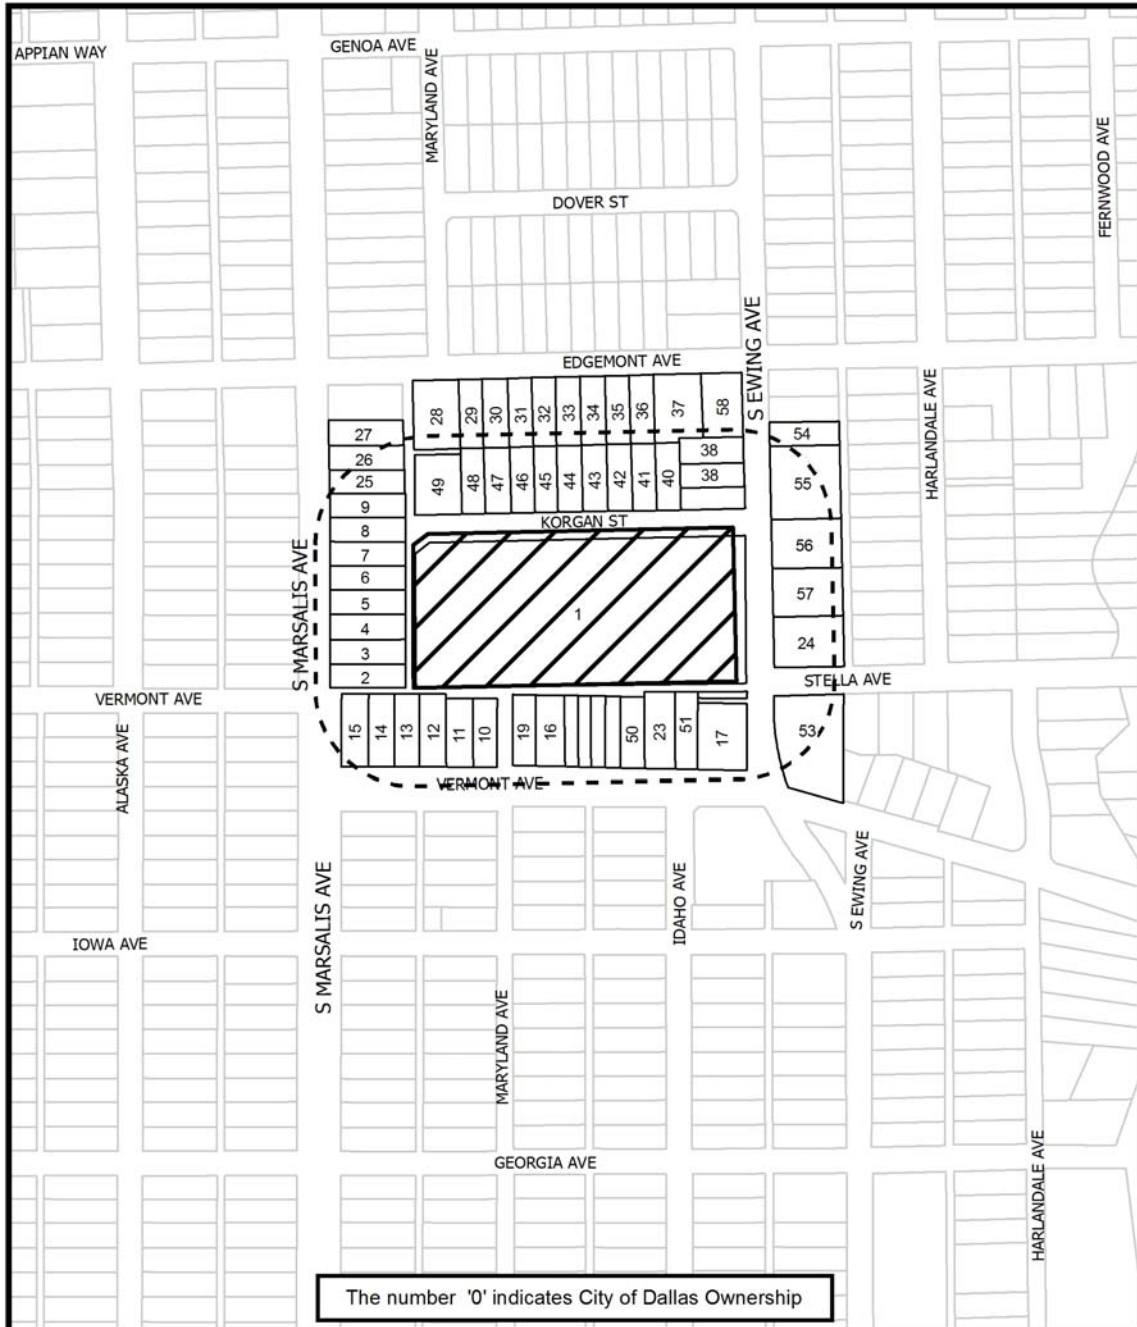 APPIAN WAY
GENOA AVE
MARYLAND AVE
FERNWOOD AVE
DOVER ST
S EWING AVE
EDGEMONT AVE
HARLANDALE AVE
28
29
30
31
32
33
34
35
36
37
58
27
26
25
9
8
7
6
5
4
3
2
49
48
47
46
45
44
43
42
41
40
38
38
54
55
56
57
24
KORGAN ST
1
S MARSALIS AVE
STELLA AVE
VERMONT AVE
15
14
13
12
11
10
19
16
50
23
51
17
53
ALASKA AVE
VERMONT AVE
S MARSALIS AVE
IDAHO AVE
S EWING AVE
IOWA AVE
MARYLAND AVE
GEORGIA AVE
HARLANDALE AVE
The number '0' indicates City of Dallas Ownership